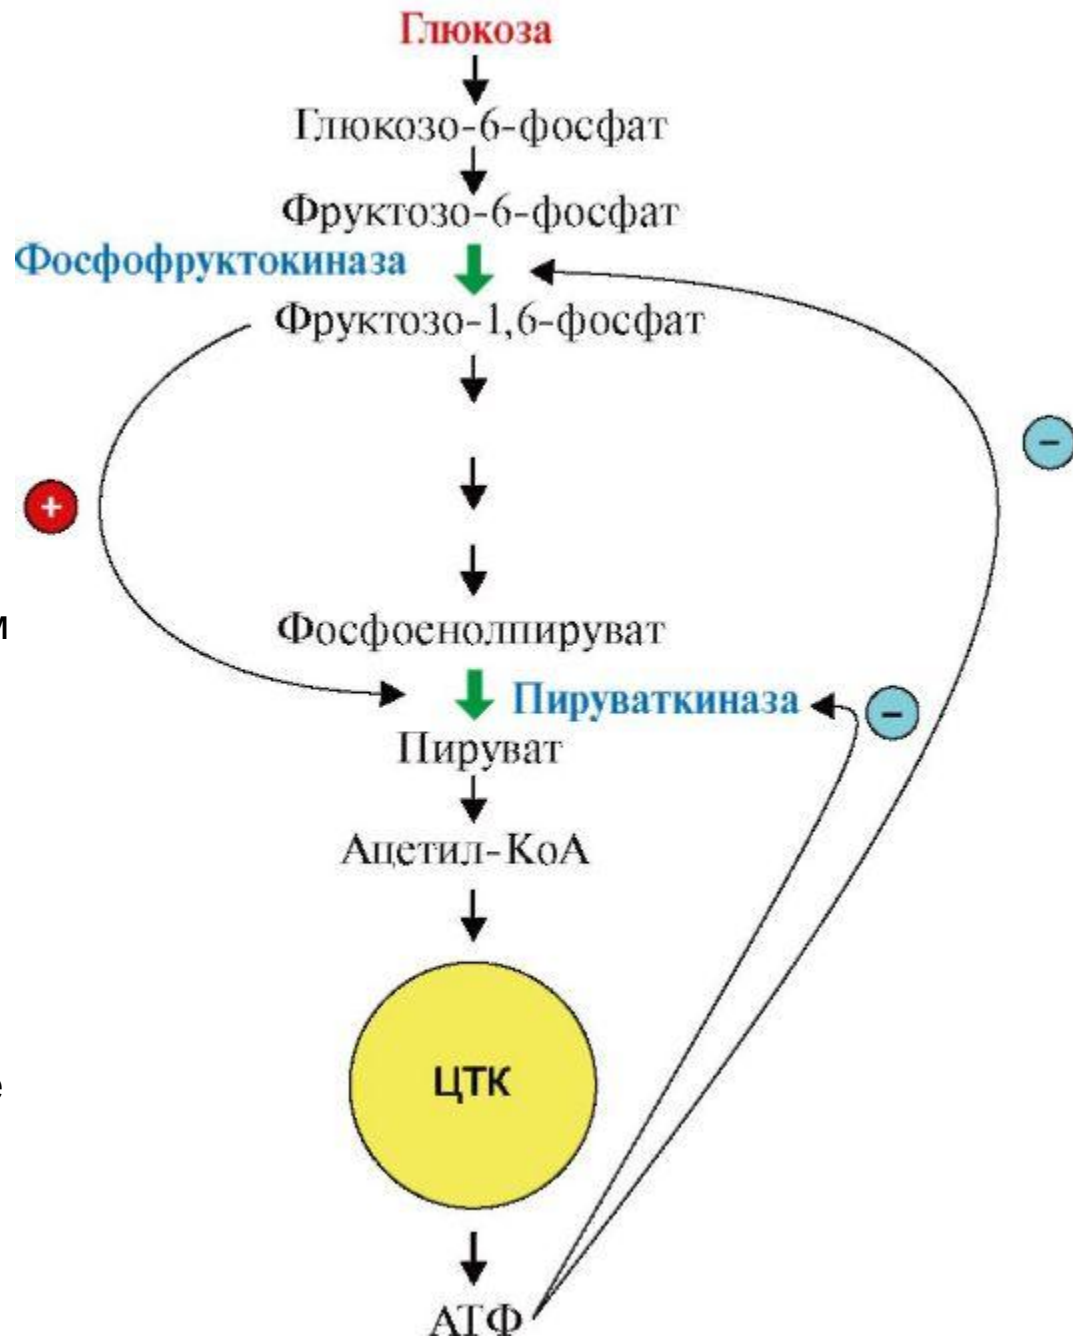 Глюкоза
Глюкозо-6-фосфат
Фруктозо-6-фосфат
Фосфофруктокиназа
Фруктозо-1,6-фосфат
−
+
м
Фосфоенолпируват
Пируваткиназа
−
Пируват
Ацетил-КоА
ЦТК
е
АТФ